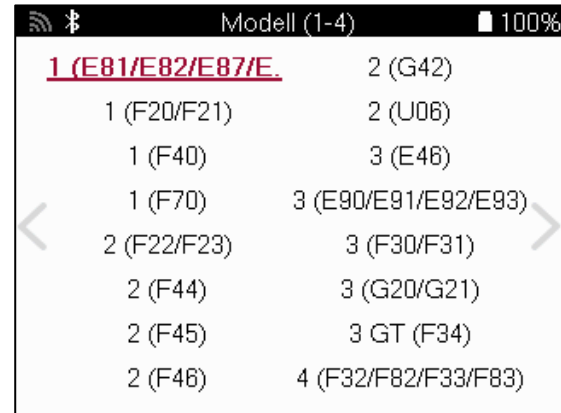 Modell (1-4) 100%
1 (E81/E82/E87/E.
1 (F20/F21)
1 (F40)
1 (F70)
2 (F22/F23)
2 (F44)
2 (F45)
2 (F46)
2 (G42)
2 (U06)
3 (E46)
3 (E90/E91/E92/E93)
3 (F30/F31)
3 (G20/G21)
3 GT (F34)
4 (F32/F82/F33/F83)